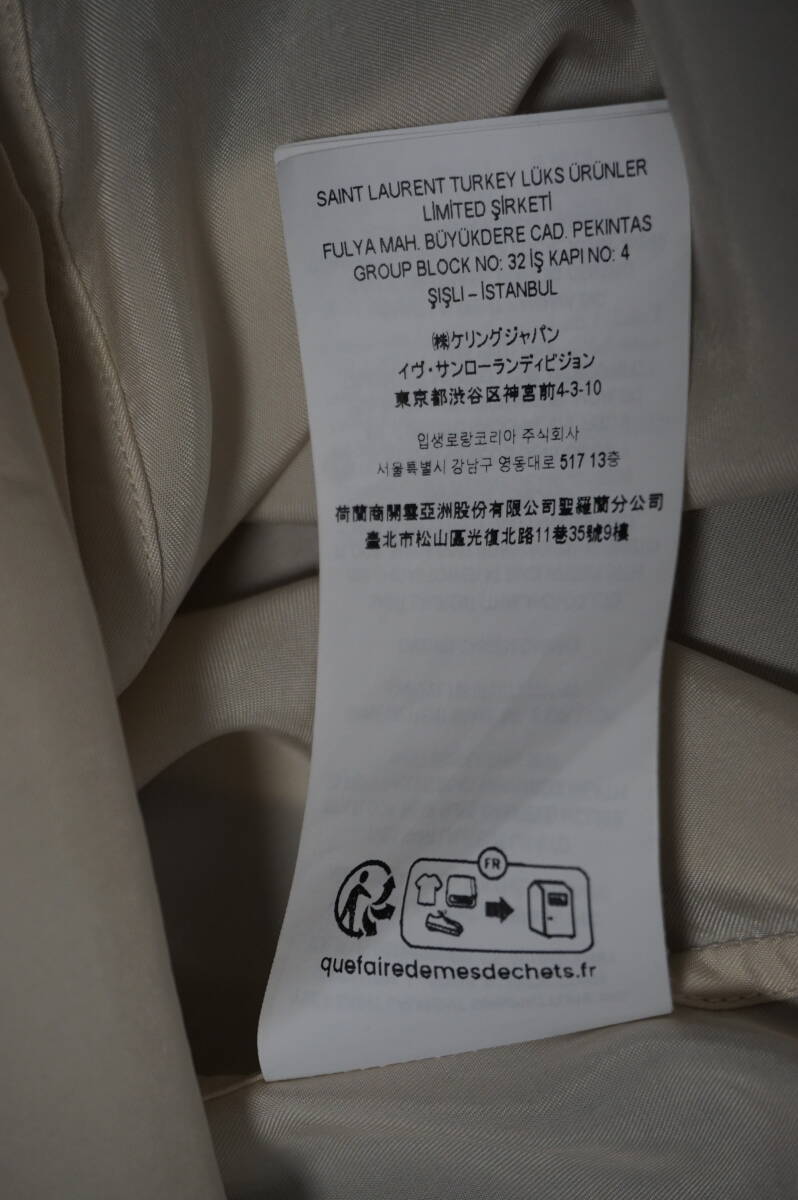 SAINT LAURENT TURKEY LÜKS ÜRÜNLER
LİMİTED ŞİRKETİ
FULYA MAH. BÜYÜKDERE CAD. PEKINTAS
GROUP BLOCK NO: 32 İŞ KAPI NO: 4
ŞIŞLI – İSTANBUL
㈱ケリングジャパン
イヴ・サンローランディビジョン
東京都渋谷区神宮前4-3-10
입생로랑코리아 주식회사
서울특별시 강남구 영동대로 517 13층
荷蘭商開雲亞洲股份有限公司聖羅蘭分公司
臺北市松山區光復北路11巷35號9樓
FR
quefairedemesdechets.fr